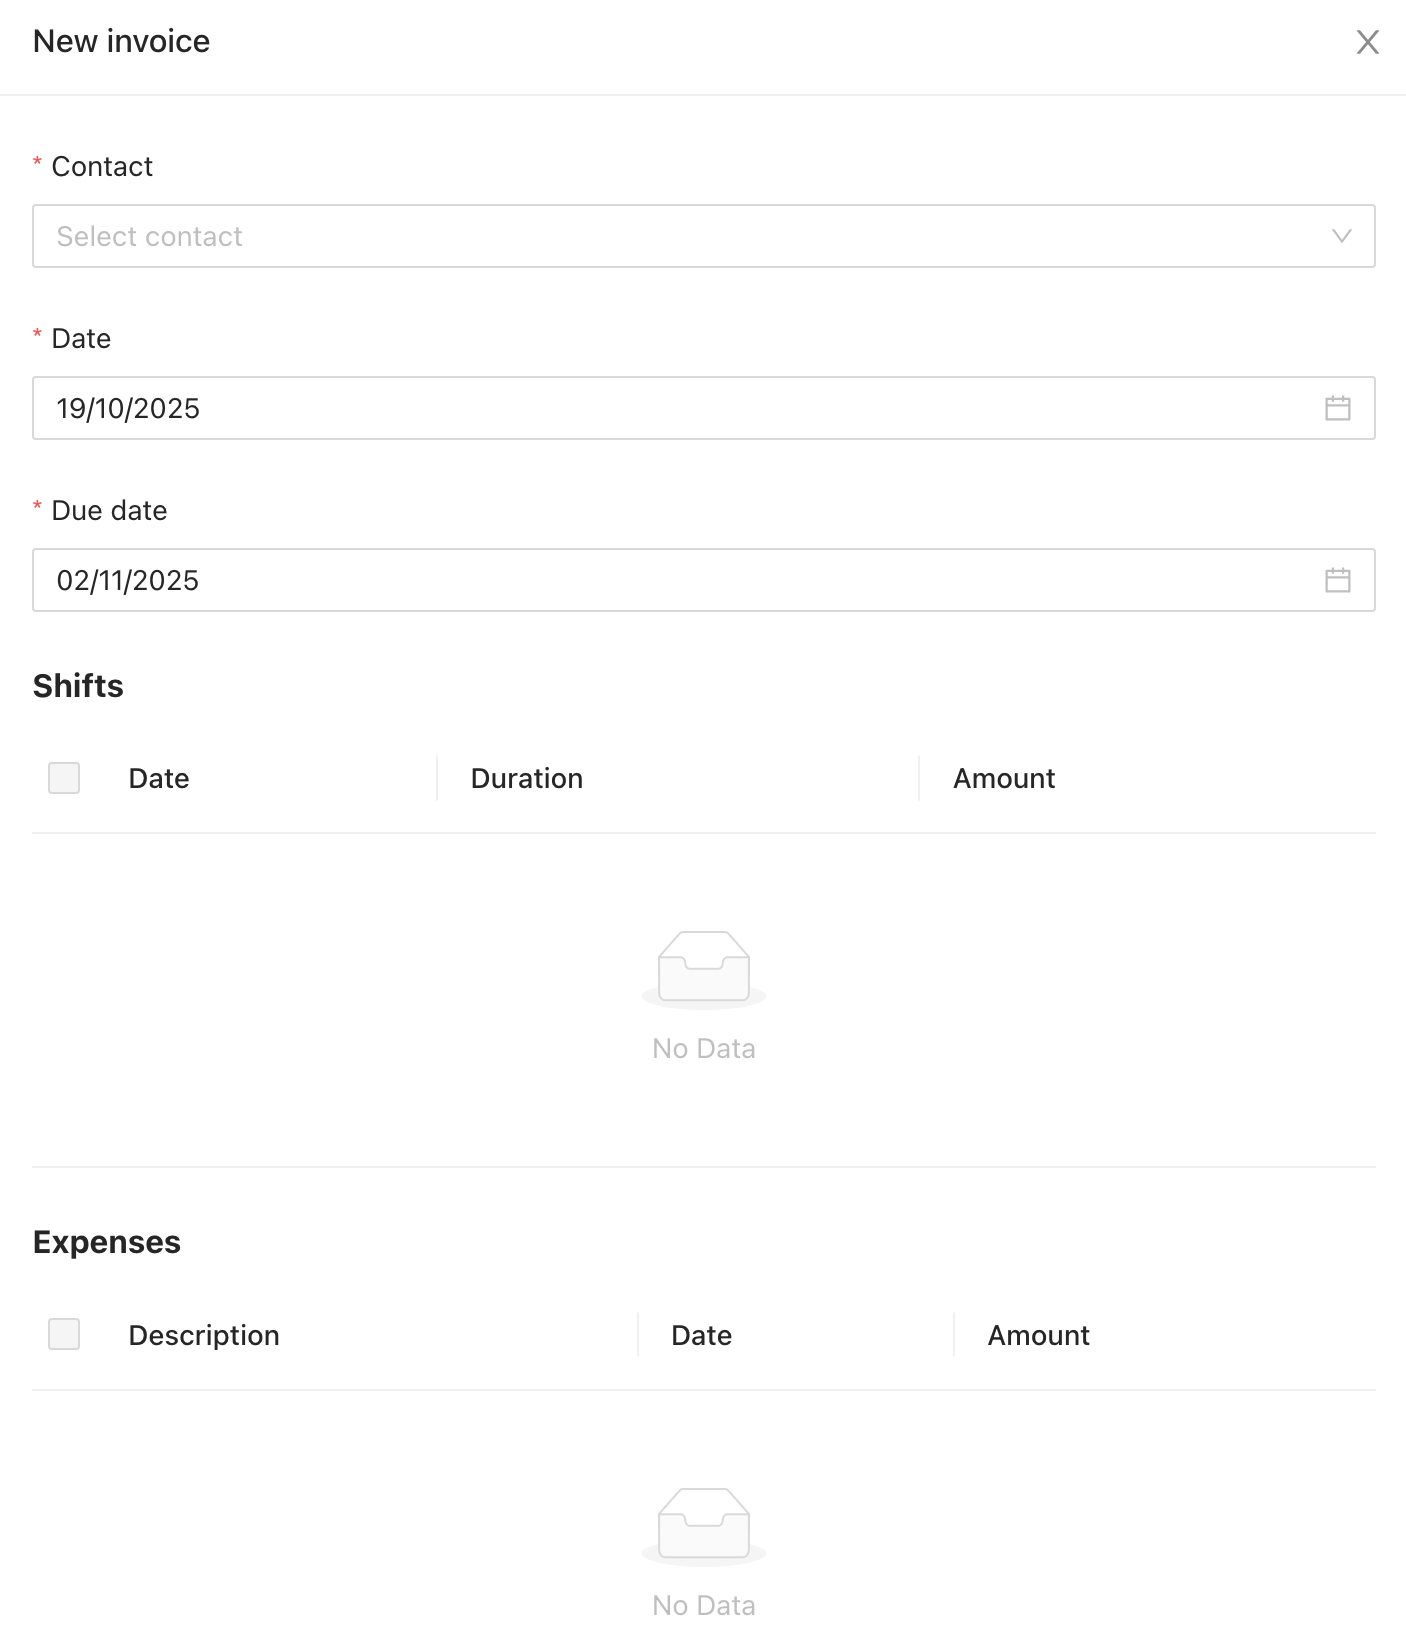 New invoice
* Contact
Select contact
* Date
19/10/2025
* Due date
02/11/2025
Shifts
Date Duration Amount
No Data
Expenses
Description Date Amount
No Data